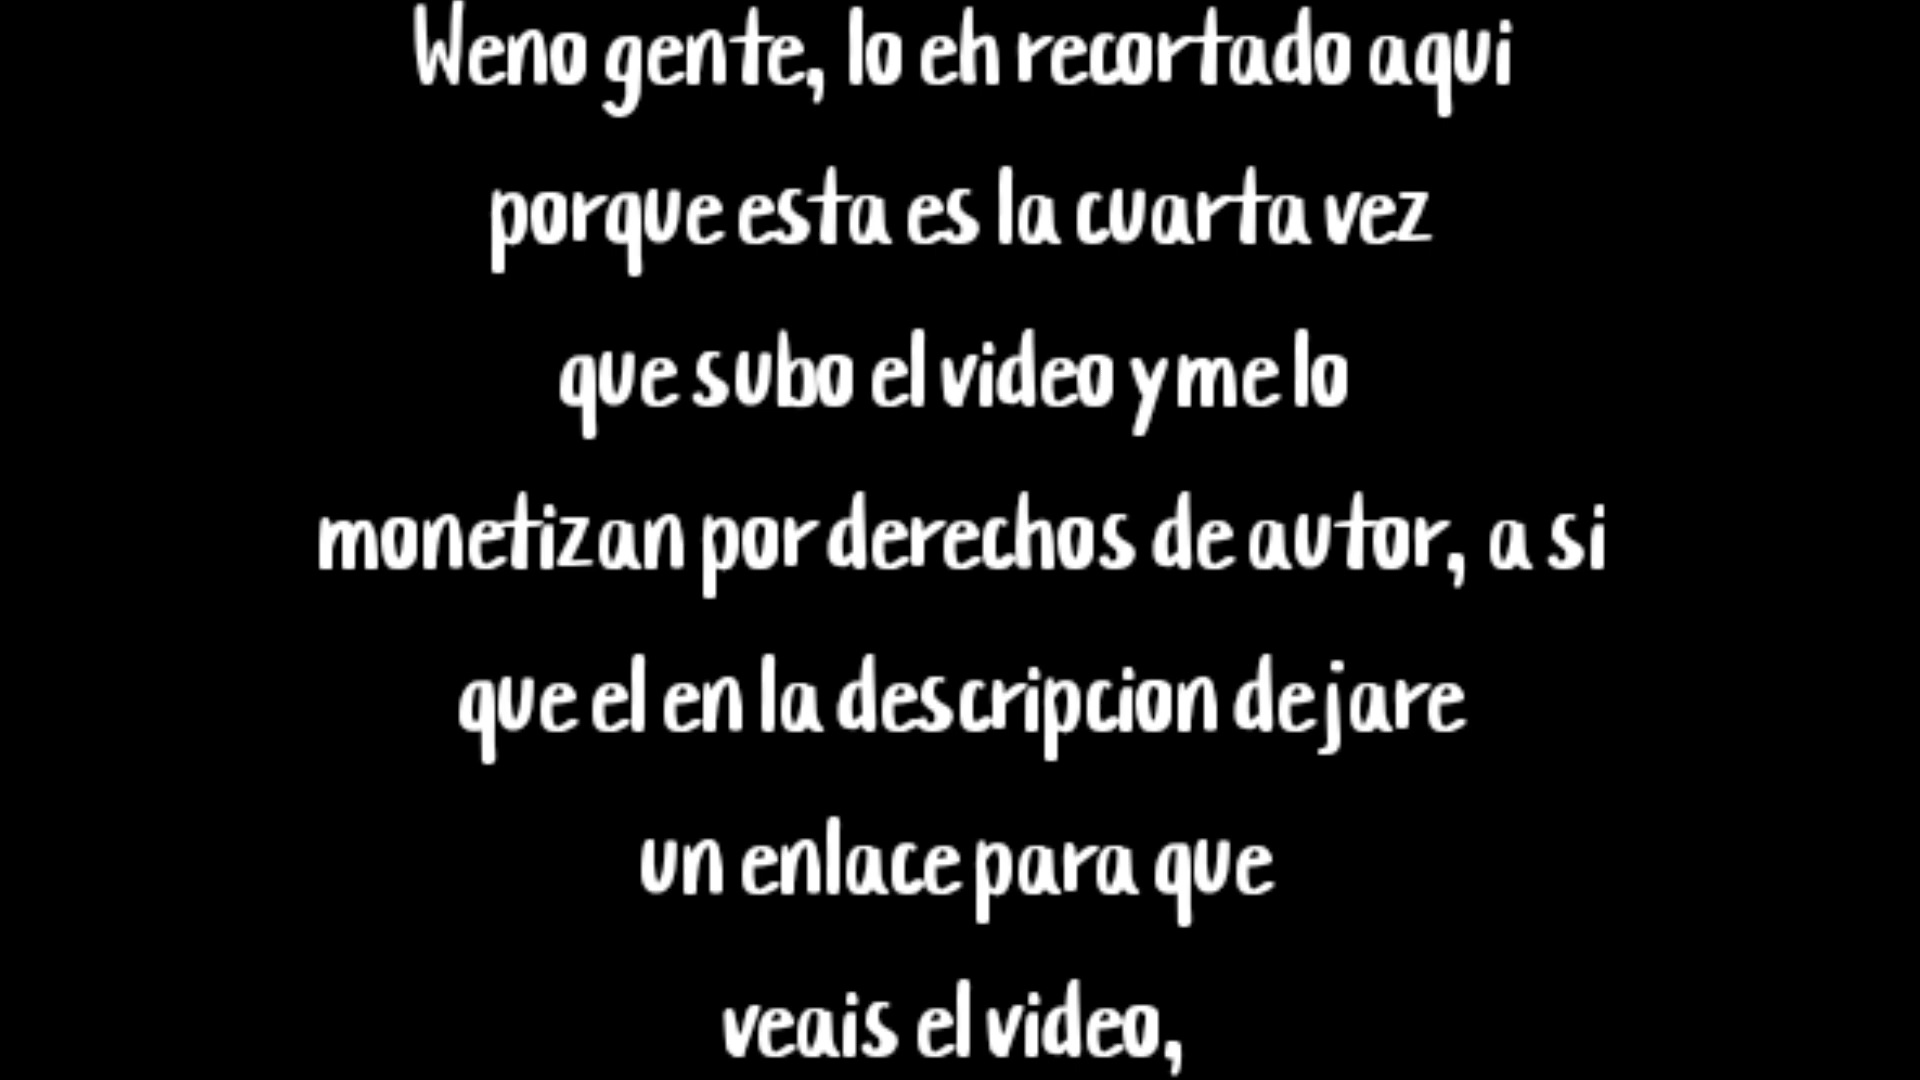 Weno gente, lo eh recortado aqui
porque esta es la cuarta vez
que subo el video y me lo
monetizan por derechos de autor, a si
que el en la descripcion dejare
un enlace para que
veais el video,